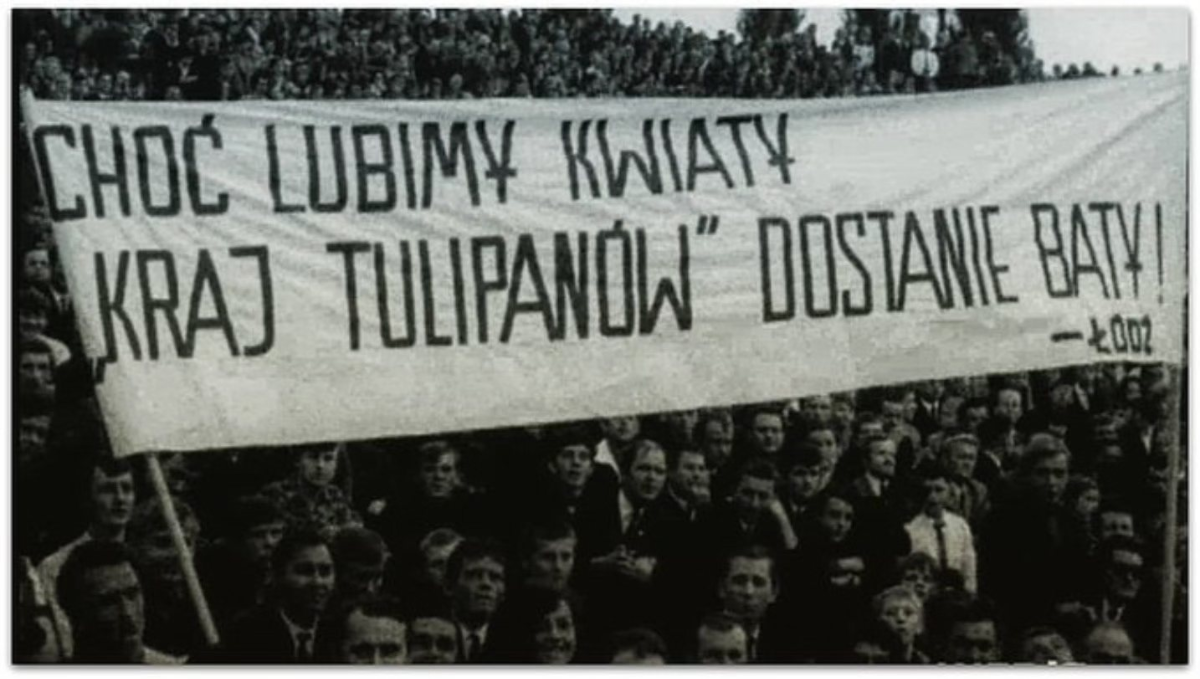 CHOĆ LUBIMY KWIATY
„KRAJ TULIPANÓW" DOSTANIE BATY!
— ŁÓDŹ